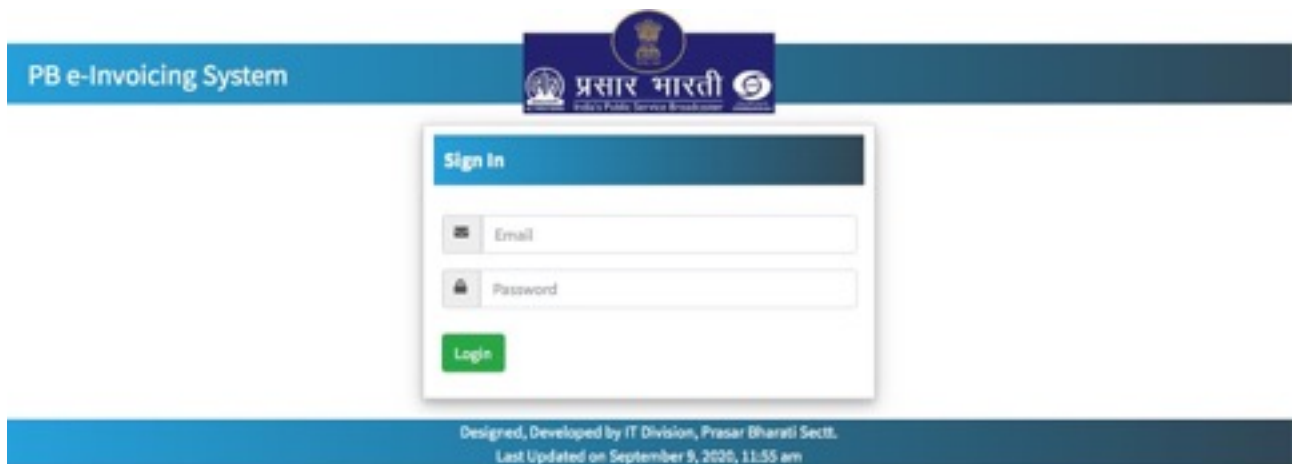 PB e-Invoicing System
प्रसार भारती
India's Public Service Broadcaster
Sign In
Email
Password
Login
Designed, Developed by IT Division, Prasar Bharati Sectt.
Last Updated on September 9, 2020, 11:55 am